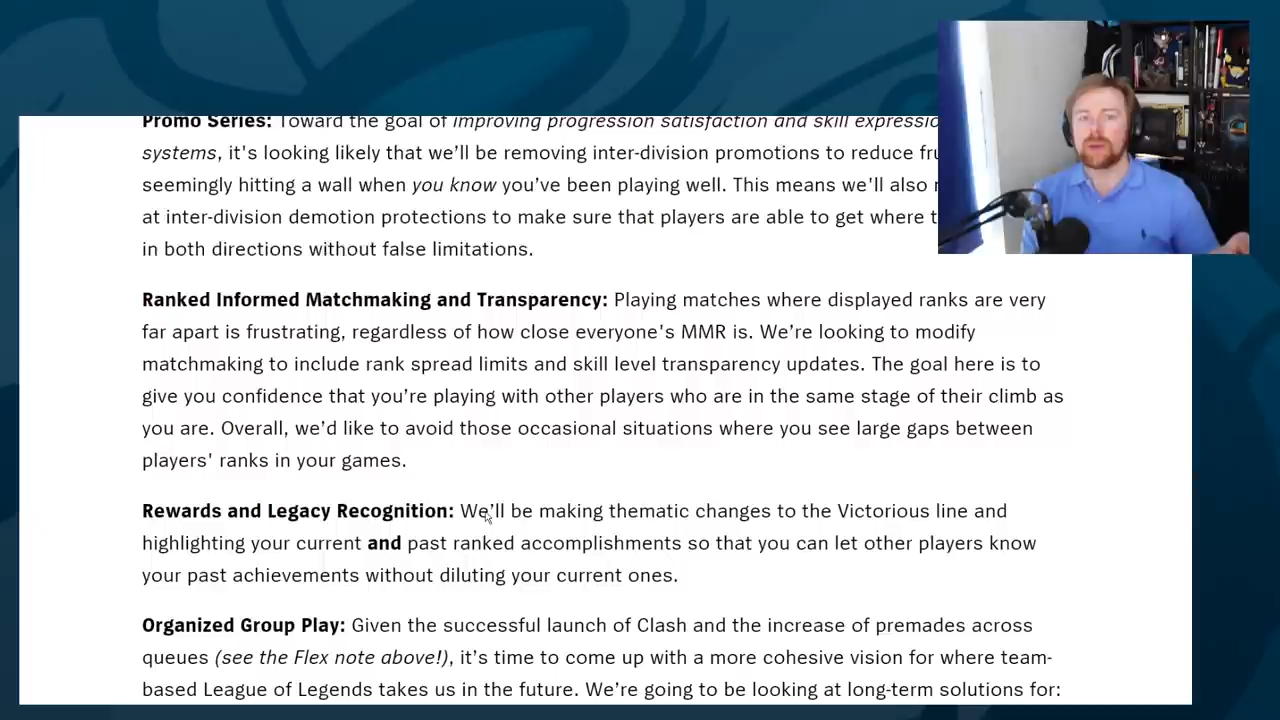 Promo Series: Toward the goal of improving progression satisfaction and skill
systems, it's looking likely that we’ll be removing inter-division promotions to reduce
seemingly hitting a wall when you know you’ve been playing well. This means we'll also
at inter-division demotion protections to make sure that players are able to get where
in both directions without false limitations.
Ranked Informed Matchmaking and Transparency: Playing matches where displayed ranks are very
far apart is frustrating, regardless of how close everyone's MMR is. We’re looking to modify
matchmaking to include rank spread limits and skill level transparency updates. The goal here is to
give you confidence that you’re playing with other players who are in the same stage of their climb as
you are. Overall, we’d like to avoid those occasional situations where you see large gaps between
players' ranks in your games.
Rewards and Legacy Recognition: We’ll be making thematic changes to the Victorious line and
highlighting your current and past ranked accomplishments so that you can let other players know
your past achievements without diluting your current ones.
Organized Group Play: Given the successful launch of Clash and the increase of premades across
queues (see the Flex note above!), it’s time to come up with a more cohesive vision for where team-
based League of Legends takes us in the future. We’re going to be looking at long-term solutions for: